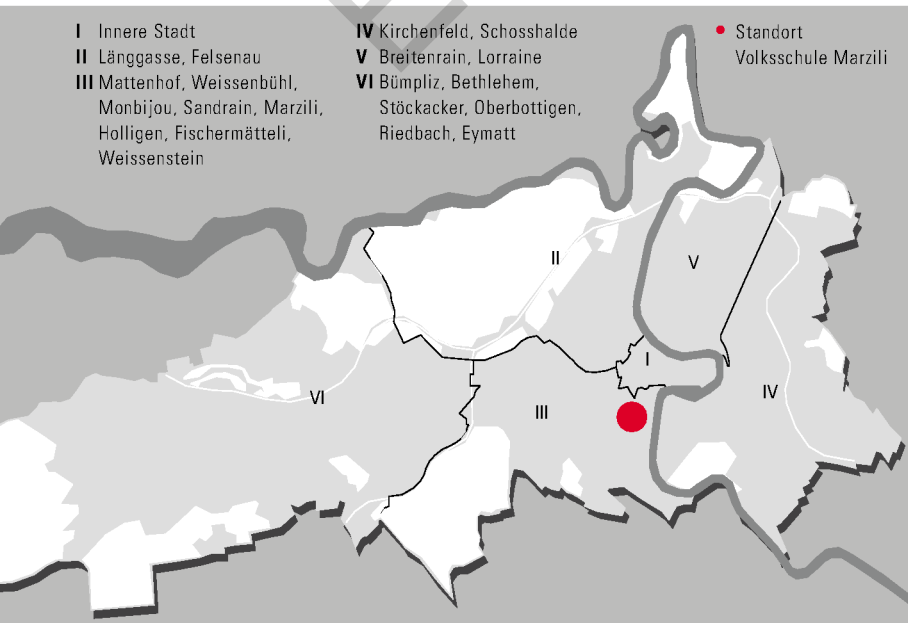 I Innere Stadt
II Länggasse, Felsenau
III Mattenhof, Weissenbühl,
Monbijou, Sandrain, Marzili,
Holligen, Fischermätteli,
Weissenstein
IV Kirchenfeld, Schosshalde
V Breitenrain, Lorraine
VI Bümpliz, Bethlehem,
Stöckacker, Oberbottigen,
Riedbach, Eymatt
Standort
Volksschule Marzili
II
V
I
VI
III
IV